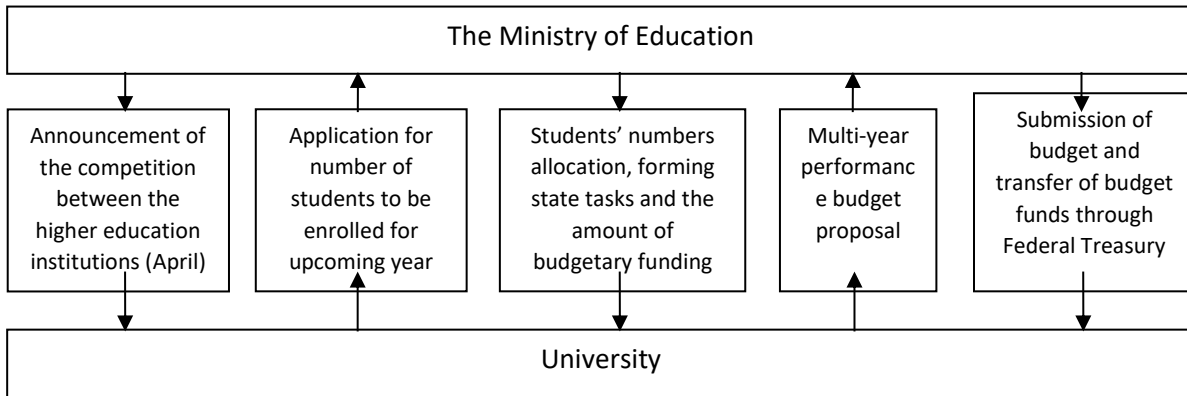 The Ministry of Education
Announcement of
the competition
between the
higher education
institutions (April)
Application for
number of
students to be
enrolled for
upcoming year
Students’ numbers
allocation, forming
state tasks and the
amount of
budgetary funding
Multi-year
performanc
e budget
proposal
Submission of
budget and
transfer of budget
funds through
Federal Treasury
University